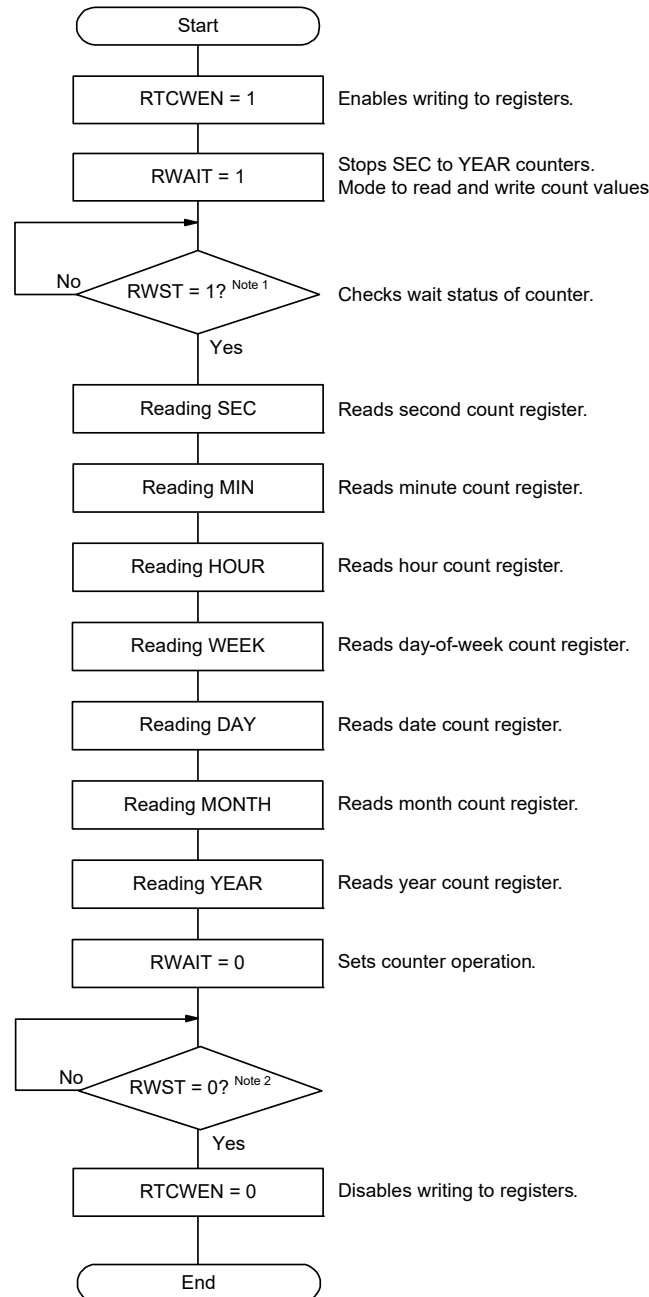 Start
RTCWEN = 1
Enables writing to registers.
RWAIT = 1
Stops SEC to YEAR counters.
Mode to read and write count values
No
RWST = 1? Note 1
Checks wait status of counter.
Yes
Reading SEC
Reads second count register.
Reading MIN
Reads minute count register.
Reading HOUR
Reads hour count register.
Reading WEEK
Reads day-of-week count register.
Reading DAY
Reads date count register.
Reading MONTH
Reads month count register.
Reading YEAR
Reads year count register.
RWAIT = 0
Sets counter operation.
No
RWST = 0? Note 2
Yes
RTCWEN = 0
Disables writing to registers.
End